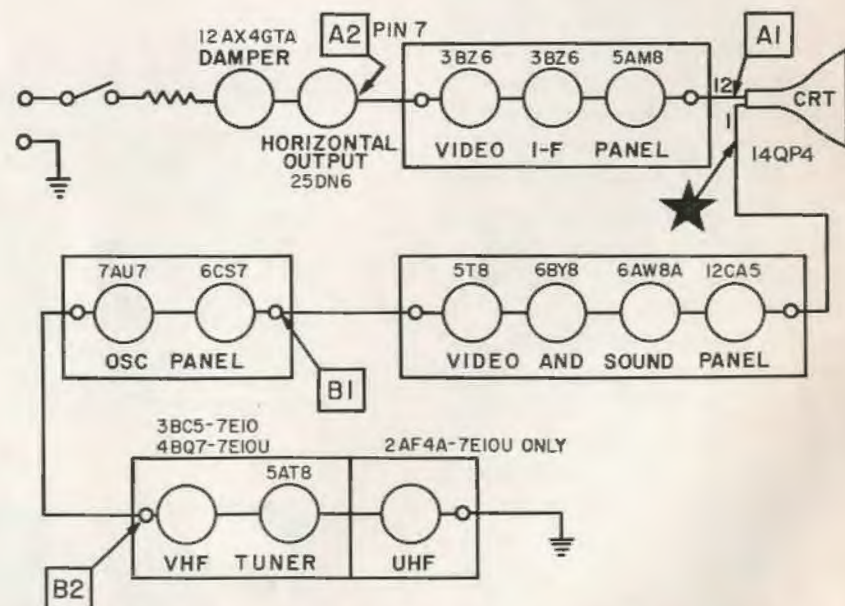 12AX4GTA
DAMPER
A2
PIN 7
HORIZONTAL
OUTPUT
25DN6
3BZ6 3BZ6 5AM8
VIDEO I-F PANEL
A1
12
1
CRT
14QP4
7AU7 6CS7
OSC PANEL
B1
5T8 6BY8 6AW8A 12CA5
VIDEO AND SOUND PANEL
3BC5-7E10
4BQ7-7E10U
5AT8
2AF4A-7E10U ONLY
VHF TUNER UHF
B2